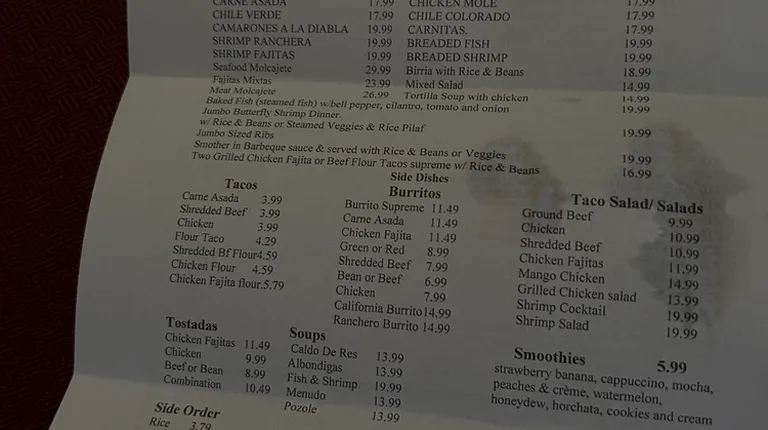 CARNE ASADA 17.99 CHICKEN MOLE 17.99
CHILE VERDE 17.99 CHILE COLORADO 17.99
CAMARONES A LA DIABLA 19.99 CARNITAS. 17.99
SHRIMP RANCHERA 19.99 BREADED FISH 19.99
SHRIMP FAJITAS 19.99 BREADED SHRIMP 19.99
Seafood Molcajete 29.99 Birria with Rice & Beans 18.99
Fajitas Mixtas 23.99 Mixed Salad 14.99
Meat Molcajete 26.99 Tortilla Soup with chicken 14.99
Baked Fish (steamed fish) w/bell pepper, cilantro, tomato and onion 19.99
Jumbo Butterfly Shrimp Dinner.
w/ Rice & Beans or Steamed Veggies & Rice Pilaf 19.99
Jumbo Sized Ribs
Smother in Barbeque sauce & served with Rice & Beans or Veggies 19.99
Two Grilled Chicken Fajita or Beef Flour Tacos supreme w/ Rice & Beans 16.99
Side Dishes
Tacos
Carne Asada 3.99
Shredded Beef 3.99
Chicken 3.99
Flour Taco 4.29
Shredded Bf Flour4.59
Chicken Flour 4.59
Chicken Fajita flour.5.79
Burritos
Burrito Supreme 11.49
Carne Asada 11.49
Chicken Fajita 11.49
Green or Red 8.99
Shredded Beef 7.99
Bean or Beef 6.99
Chicken 7.99
California Burrito14.99
Ranchero Burrito 14.99
Taco Salad/ Salads
Ground Beef 9.99
Chicken 10.99
Shredded Beef 10.99
Chicken Fajitas 11.99
Mango Chicken 14.99
Grilled Chicken salad 13.99
Shrimp Cocktail 19.99
Shrimp Salad 19.99
Tostadas
Chicken Fajitas 11.49
Chicken 9.99
Beef or Bean 8.99
Combination 10.49
Soups
Caldo De Res 13.99
Albondigas 13.99
Fish & Shrimp 19.99
Menudo 13.99
Pozole 13.99
Smoothies 5.99
strawberry banana, cappuccino, mocha,
peaches & crème, watermelon,
honeydew, horchata, cookies and cream
Side Order
Rice 3.79